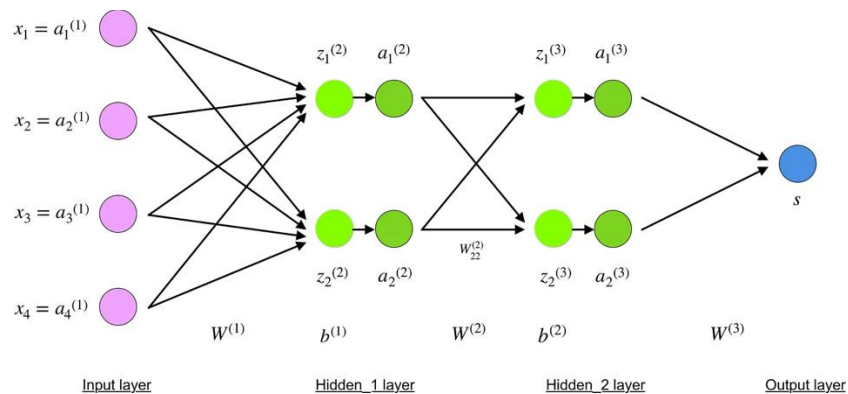 x₁ = a₁⁽¹⁾
x₂ = a₂⁽¹⁾
x₃ = a₃⁽¹⁾
x₄ = a₄⁽¹⁾
z₁⁽²⁾ a₁⁽²⁾
z₂⁽²⁾ a₂⁽²⁾
z₁⁽³⁾ a₁⁽³⁾
W₂₂⁽²⁾
z₂⁽³⁾ a₂⁽³⁾
s
W⁽¹⁾ b⁽¹⁾ W⁽²⁾ b⁽²⁾ W⁽³⁾
Input layer Hidden_1 layer Hidden_2 layer Output layer